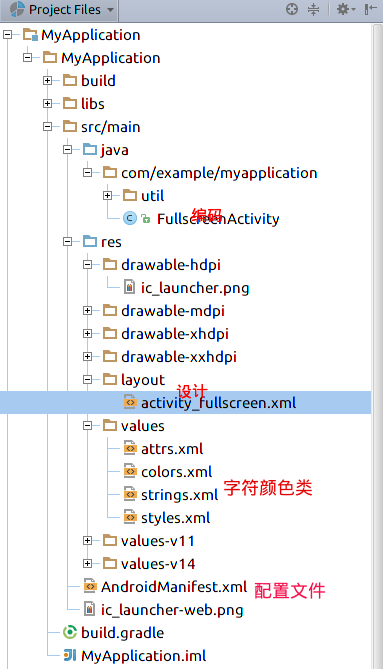 Project Files
MyApplication
MyApplication
build
libs
src/main
java
com/example/myapplication
util
编码
FullscreenActivity
res
drawable-hdpi
ic_launcher.png
drawable-mdpi
drawable-xhdpi
drawable-xxhdpi
layout
设计
activity_fullscreen.xml
values
attrs.xml
colors.xml
strings.xml 字符颜色类
styles.xml
values-v11
values-v14
AndroidManifest.xml 配置文件
ic_launcher-web.png
build.gradle
MyApplication.iml